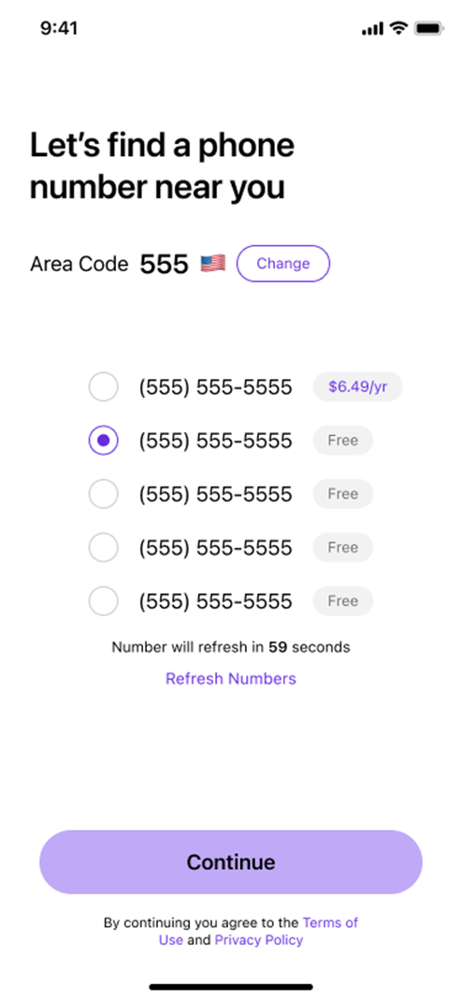 9:41
Let’s find a phone
number near you
Area Code 555 🇺🇸 Change
(555) 555-5555 $6.49/yr
(555) 555-5555 Free
(555) 555-5555 Free
(555) 555-5555 Free
(555) 555-5555 Free
Number will refresh in 59 seconds
Refresh Numbers
Continue
By continuing you agree to the Terms of
Use and Privacy Policy